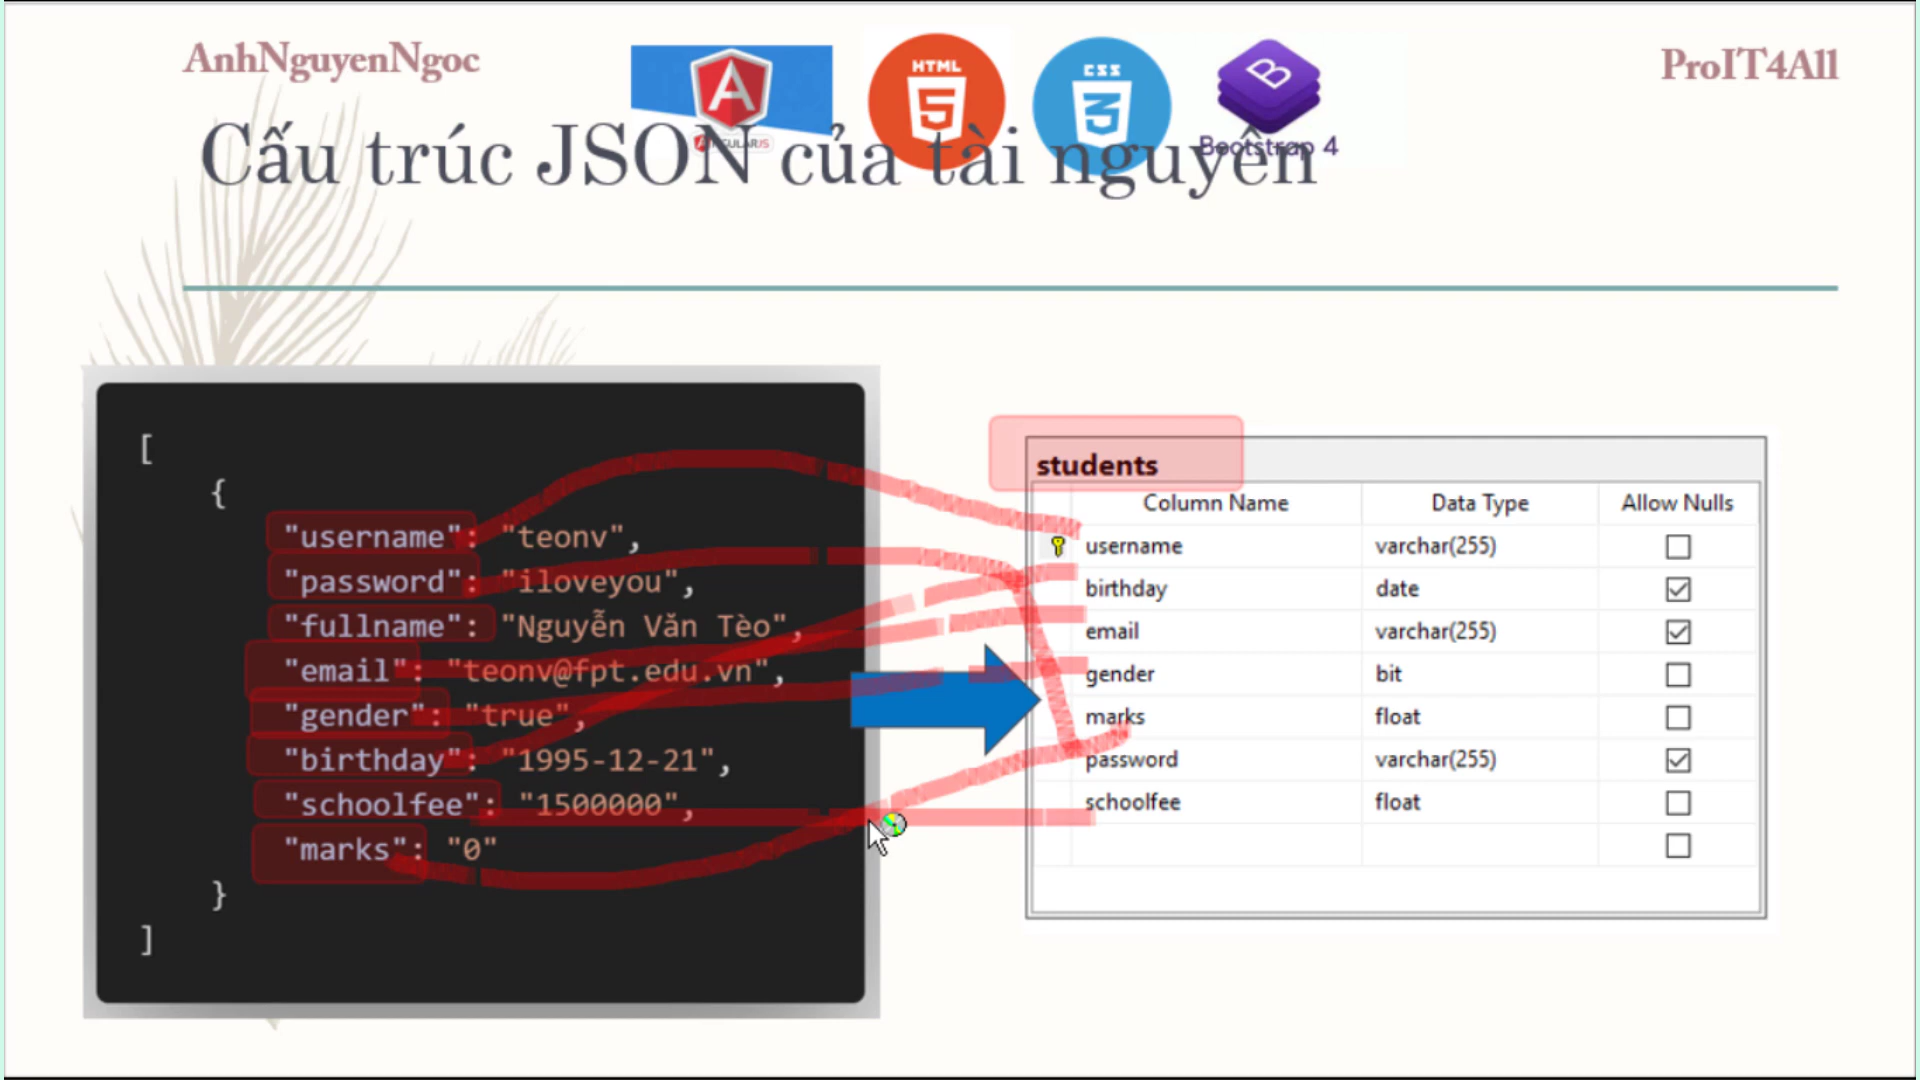 AnhNguyenNgoc
ProIT4All
HTML
CSS
ANGULARJS
Bootstrap 4
Cấu trúc JSON của tài nguyên
[
{
"username": "teonv",
"password": "iloveyou",
"fullname": "Nguyễn Văn Tèo",
"email": "teonv@fpt.edu.vn",
"gender": "true",
"birthday": "1995-12-21",
"schoolfee": "1500000",
"marks": "0"
}
]
students
Column Name Data Type Allow Nulls
username varchar(255)
birthday date
email varchar(255)
gender bit
marks float
password varchar(255)
schoolfee float